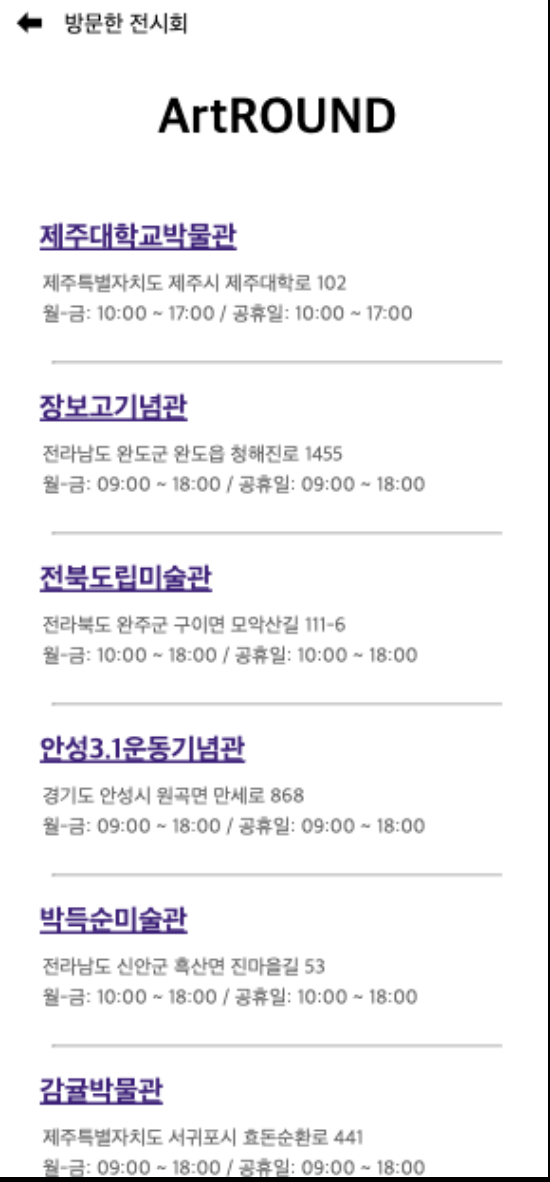 방문한 전시회
ArtROUND
제주대학교박물관
제주특별자치도 제주시 제주대학로 102
월-금: 10:00 ~ 17:00 / 공휴일: 10:00 ~ 17:00
장보고기념관
전라남도 완도군 완도읍 청해진로 1455
월-금: 09:00 ~ 18:00 / 공휴일: 09:00 ~ 18:00
전북도립미술관
전라북도 완주군 구이면 모악산길 111-6
월-금: 10:00 ~ 18:00 / 공휴일: 10:00 ~ 18:00
안성3.1운동기념관
경기도 안성시 원곡면 만세로 868
월-금: 09:00 ~ 18:00 / 공휴일: 09:00 ~ 18:00
박득순미술관
전라남도 신안군 흑산면 진마을길 53
월-금: 10:00 ~ 18:00 / 공휴일: 10:00 ~ 18:00
감귤박물관
제주특별자치도 서귀포시 효돈순환로 441
월-금: 09:00 ~ 18:00 / 공휴일: 09:00 ~ 18:00